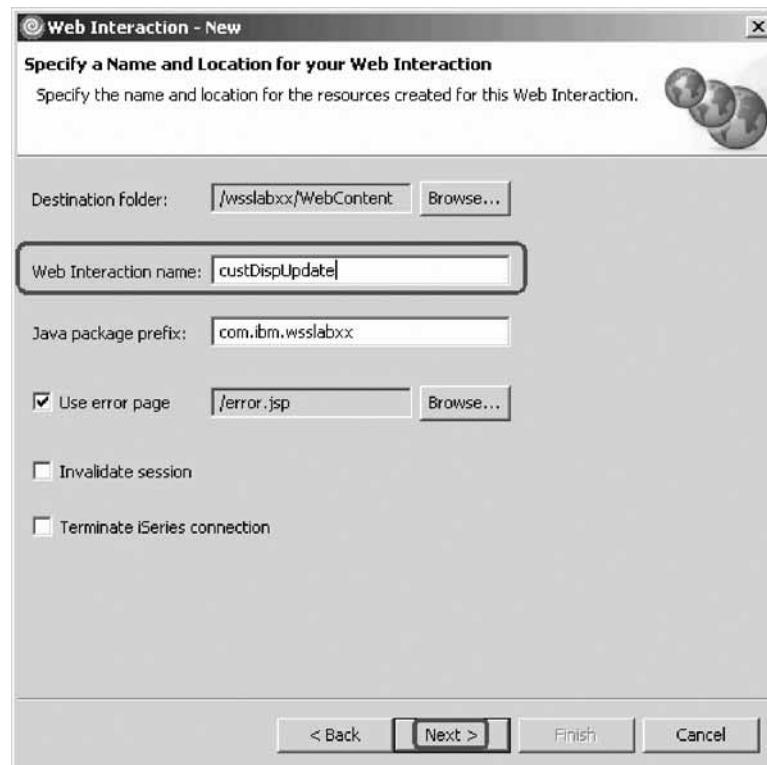 Web Interaction - New
Specify a Name and Location for your Web Interaction
Specify the name and location for the resources created for this Web Interaction.
Destination folder: /wsslabxx/WebContent Browse...
Web Interaction name: custDispUpdate
Java package prefix: com.ibm.wsslabxx
Use error page /error.jsp Browse...
Invalidate session
Terminate iSeries connection
< Back Next > Finish Cancel